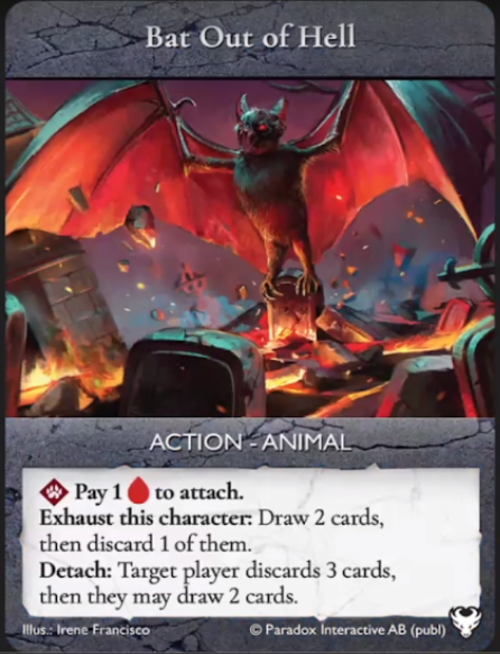 Bat Out of Hell
ACTION - ANIMAL
Pay 1 to attach.
Exhaust this character: Draw 2 cards,
then discard 1 of them.
Detach: Target player discards 3 cards,
then they may draw 2 cards.
Illus.: Irene Francisco © Paradox Interactive AB (publ)